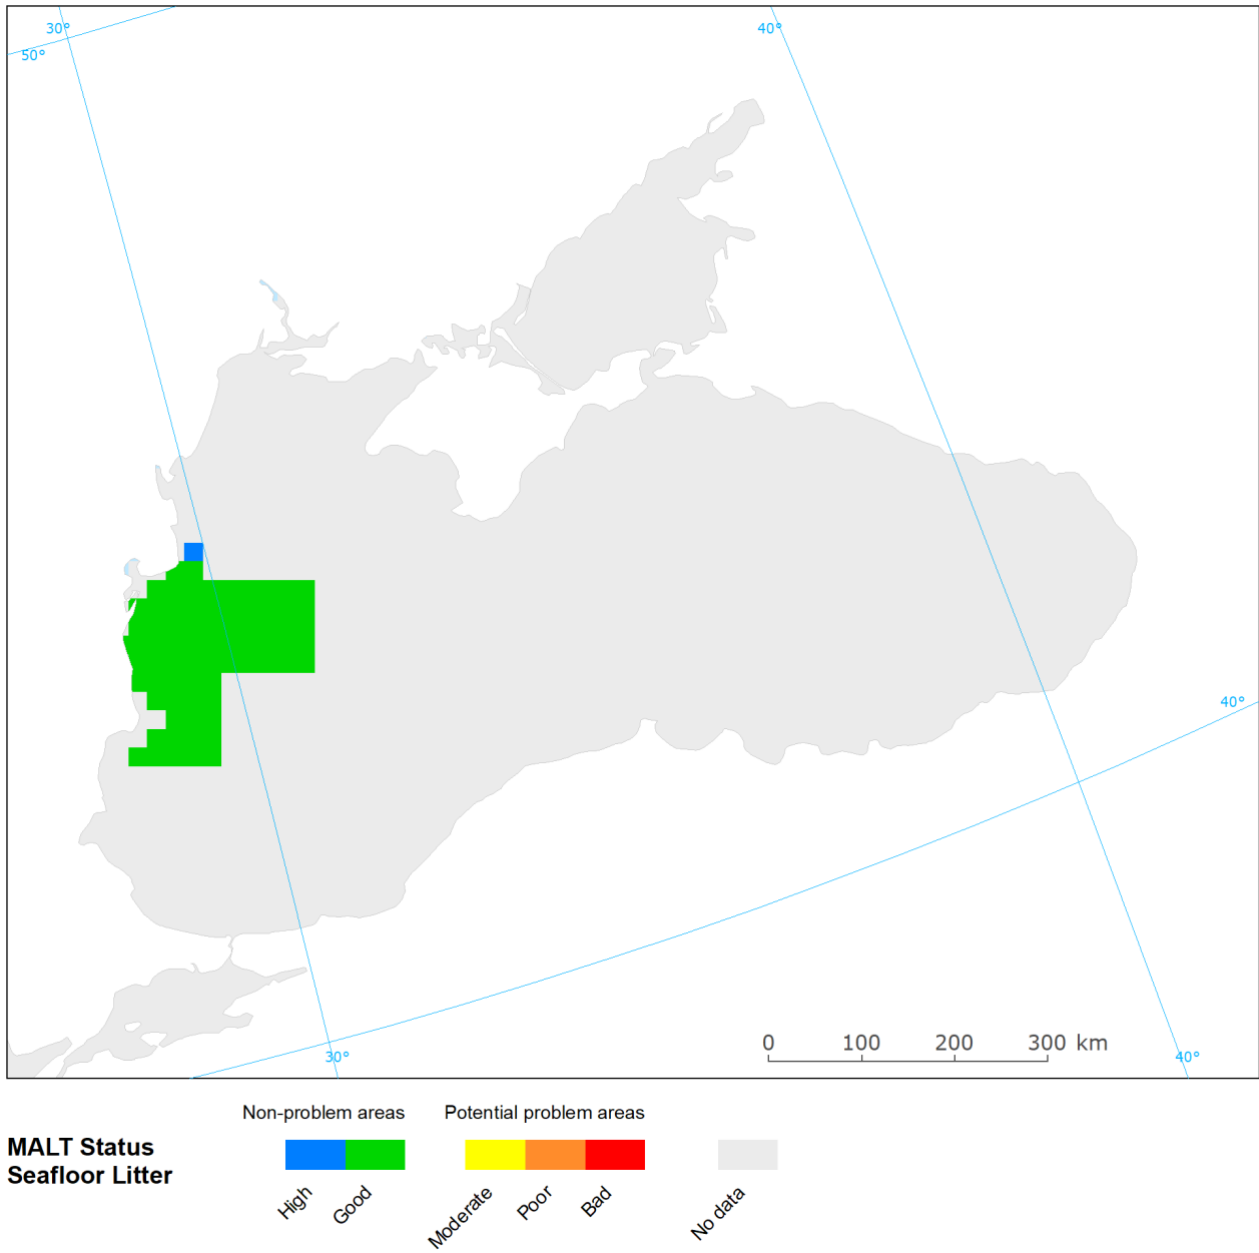 30°
40°
50°
40°
0 100 200 300 km
30°
40°
Non-problem areas
Potential problem areas
MALT Status
Seafloor Litter
High
Good
Moderate
Poor
Bad
No data